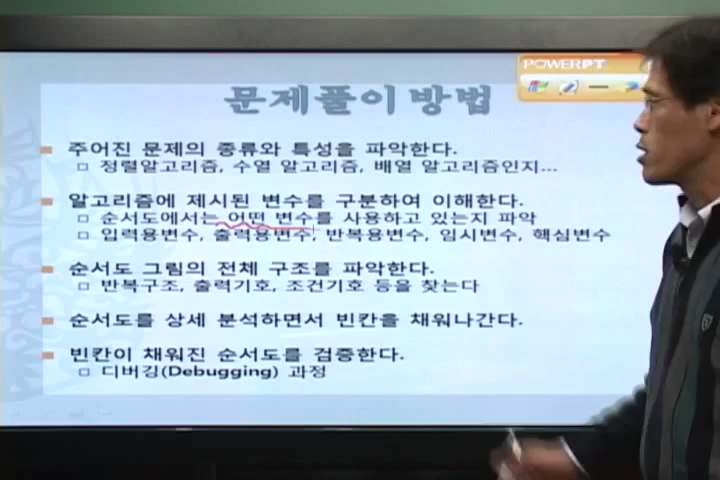 POWERPT
문제풀이 방법
주어진 문제의 종류와 특성을 파악한다.
정렬알고리즘, 수열 알고리즘, 배열 알고리즘인지...
알고리즘에 제시된 변수를 구분하여 이해한다.
순서도에서는 어떤 변수를 사용하고 있는지 파악
입력용변수, 출력용변수, 반복용변수, 임시변수, 핵심변수
순서도 그림의 전체 구조를 파악한다.
반복구조, 출력기호, 조건기호 등을 찾는다
순서도를 상세 분석하면서 빈칸을 채워나간다.
빈칸이 채워진 순서도를 검증한다.
디버깅(Debugging) 과정